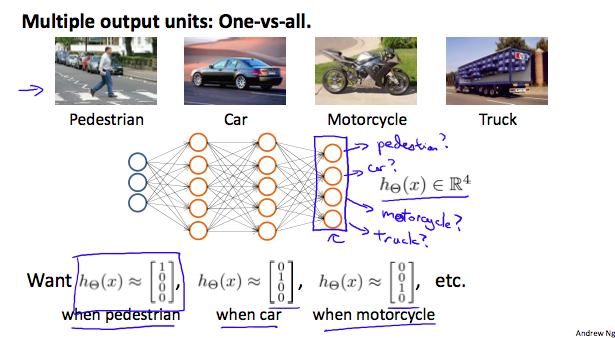 Multiple output units: One-vs-all.
Pedestrian Car Motorcycle Truck
pedestrian?
car?
hΘ(x) ∈ ℝ⁴
motorcycle?
truck?
Want hΘ(x) ≈ [1 0 0 0], hΘ(x) ≈ [0 1 0 0], hΘ(x) ≈ [0 0 1 0], etc.
when pedestrian when car when motorcycle
Andrew Ng